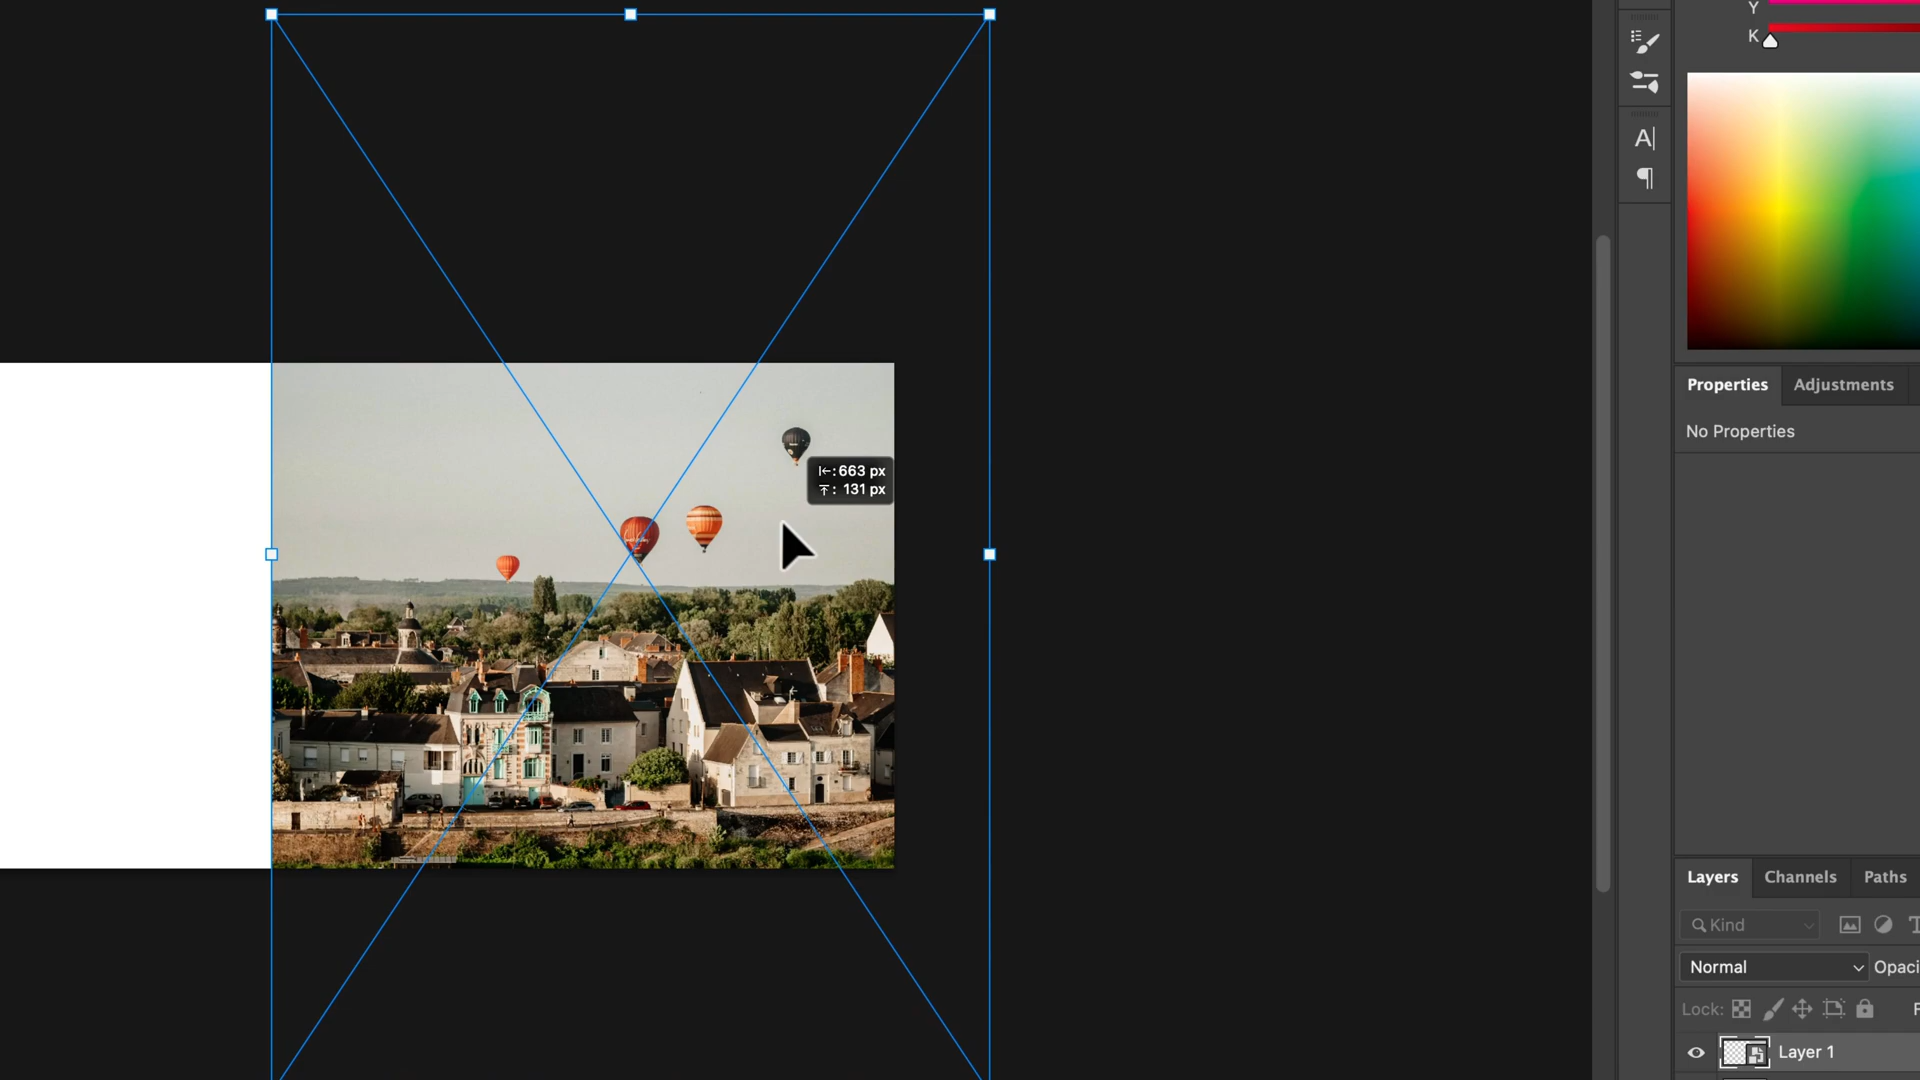 Y
K
A|
¶
Properties
Adjustments
No Properties
663 px
131 px
Layers
Channels
Paths
Kind
Normal
Opaci
Lock:
F
Layer 1